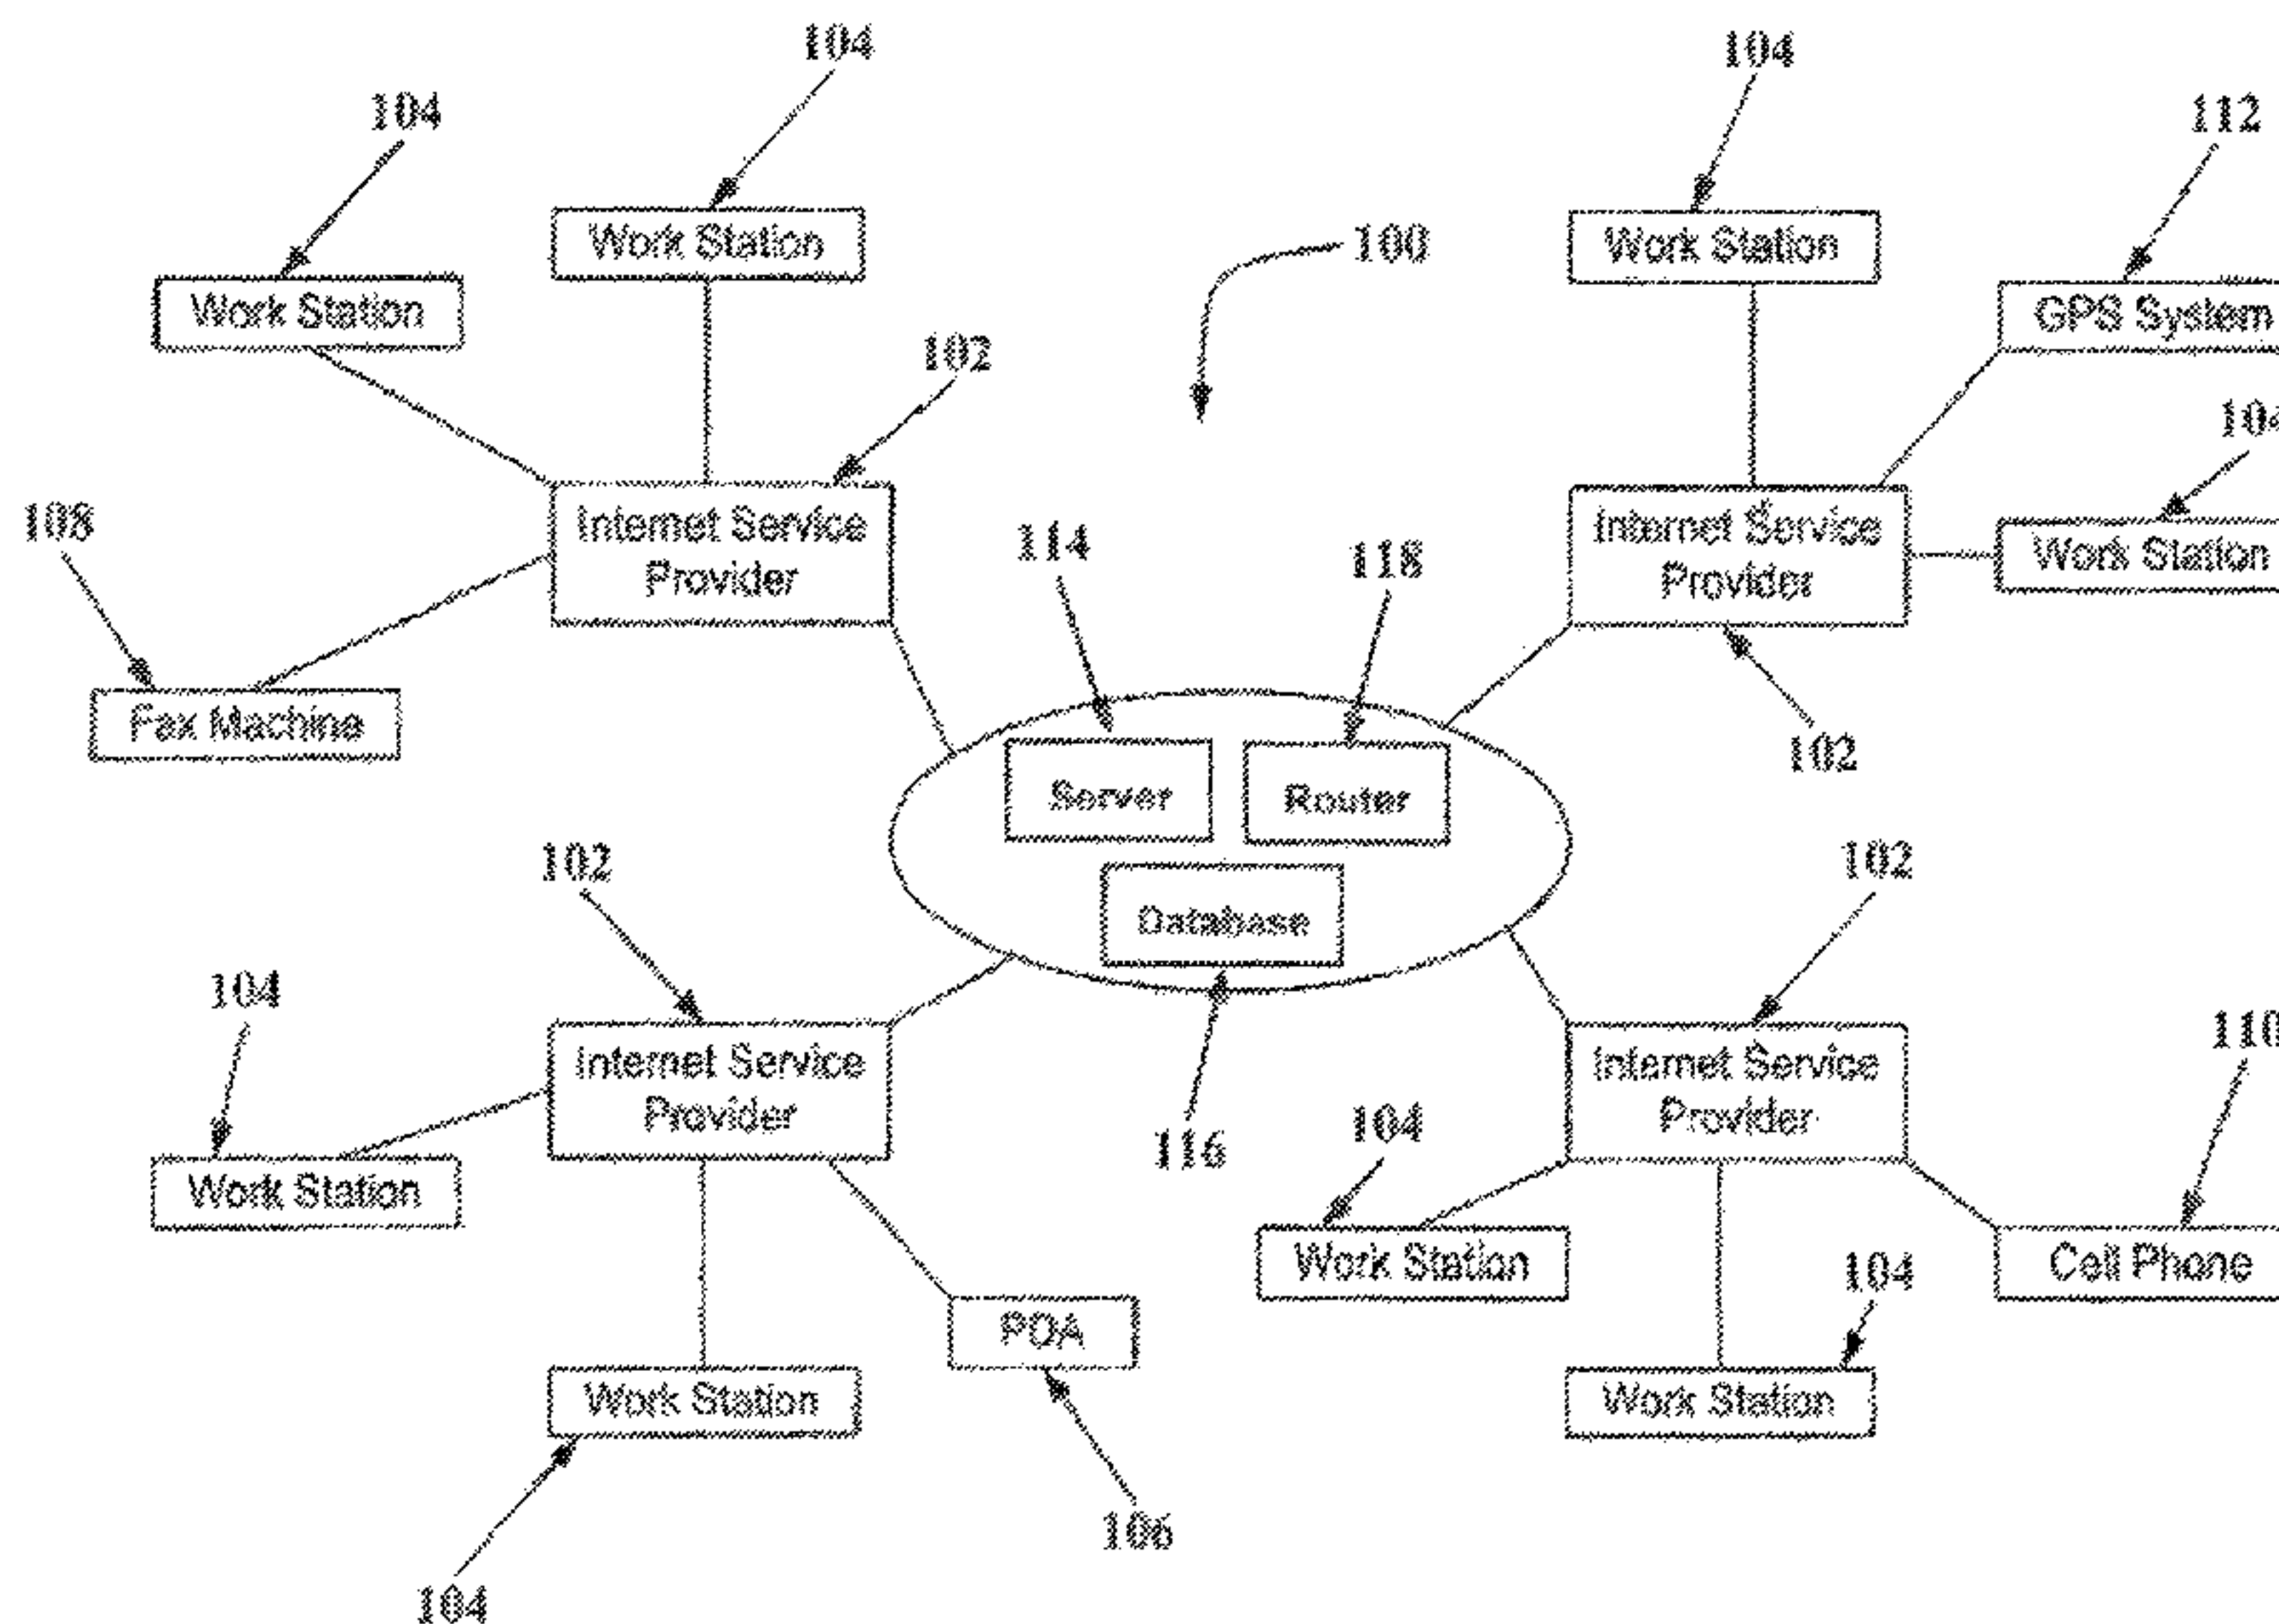 104
104
104
112
Work Station
Work Station
100
Work Station
GPS System
102
104
108
Internet Service
Provider
114
118
Internet Service
Provider
Work Station
Fax Machine
102
Server
Router
102
Database
102
104
Internet Service
Provider
116
104
Internet Service
Provider
110
Work Station
Work Station
104
Cell Phone
PDA
Work Station
Work Station
106
104